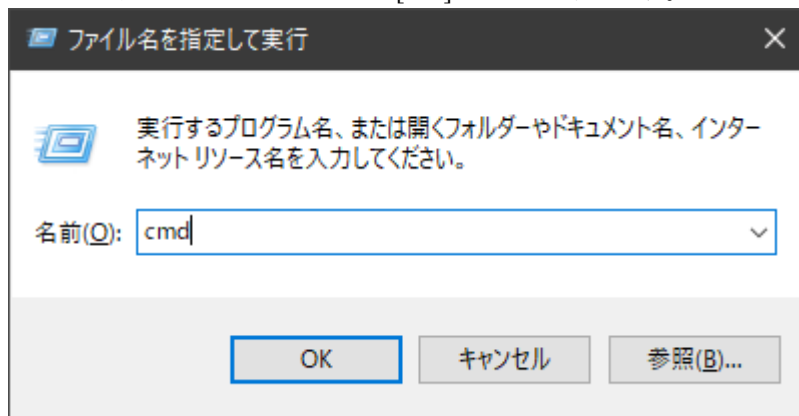 ファイル名を指定して実行
実行するプログラム名、または開くフォルダーやドキュメント名、インター
ネット リソース名を入力してください。
名前(O): cmd
OK キャンセル 参照(B)...